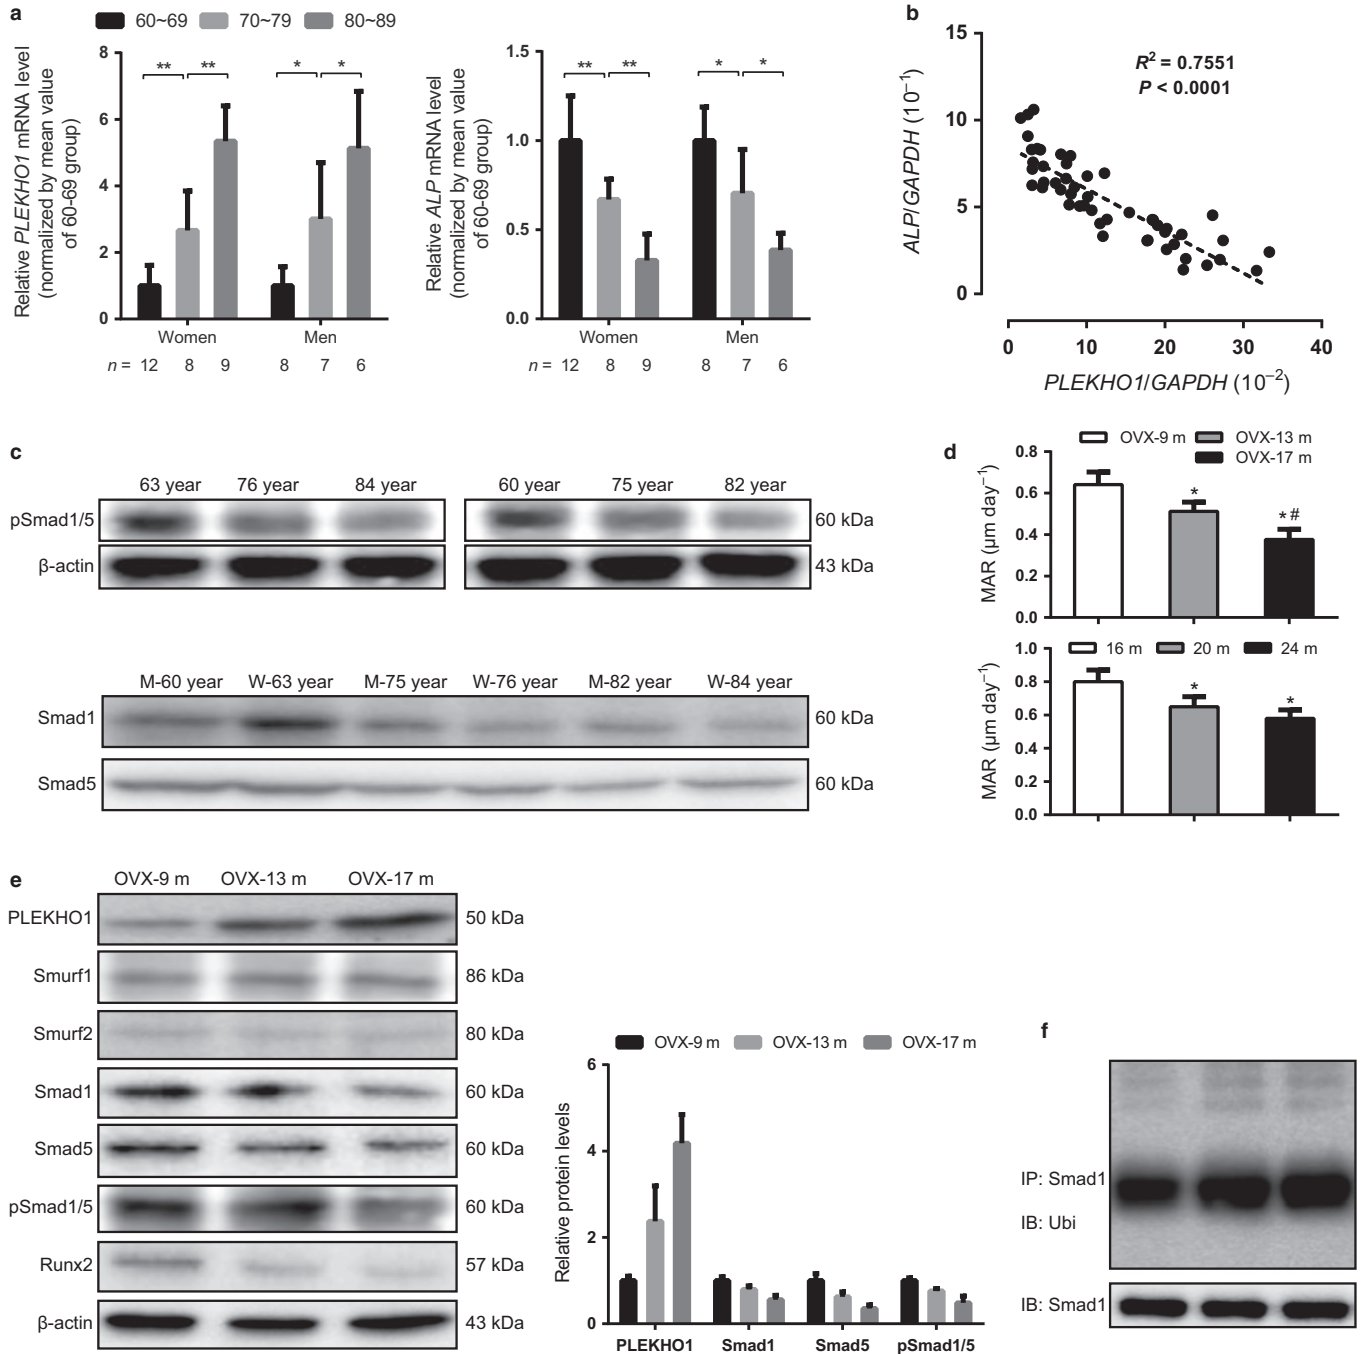 a
60~69 70~79 80~89
Relative PLEKHO1 mRNA level
(normalized by mean value
of 60-69 group)
8
6
4
2
0
** ** * *
Women Men
n = 12 8 9 8 7 6
Relative ALP mRNA level
(normalized by mean value
of 60-69 group)
1.5
1.0
0.5
0.0
** ** * *
Women Men
12 8 9 8 7 6
b
ALP/GAPDH (10⁻¹)
15
10
5
0
R² = 0.7551
P < 0.0001
0 10 20 30 40
PLEKHO1/GAPDH (10⁻²)
c
63 year 76 year 84 year 60 year 75 year 82 year
pSmad1/5 60 kDa
β-actin 43 kDa
M-60 year W-63 year M-75 year W-76 year M-82 year W-84 year
Smad1 60 kDa
Smad5 60 kDa
d
OVX-9 m OVX-13 m
OVX-17 m
MAR (µm day⁻¹)
0.8
0.6
0.4
0.2
0.0
* * #
16 m 20 m 24 m
MAR (µm day⁻¹)
1.0
0.8
0.6
0.4
0.2
0.0
* *
e
OVX-9 m OVX-13 m OVX-17 m
PLEKHO1 50 kDa
Smurf1 86 kDa
Smurf2 80 kDa
Smad1 60 kDa
Smad5 60 kDa
pSmad1/5 60 kDa
Runx2 57 kDa
β-actin 43 kDa
OVX-9 m OVX-13 m OVX-17 m
Relative protein levels
6
4
2
0
PLEKHO1 Smad1 Smad5 pSmad1/5
f
IP: Smad1
IB: Ubi
IB: Smad1